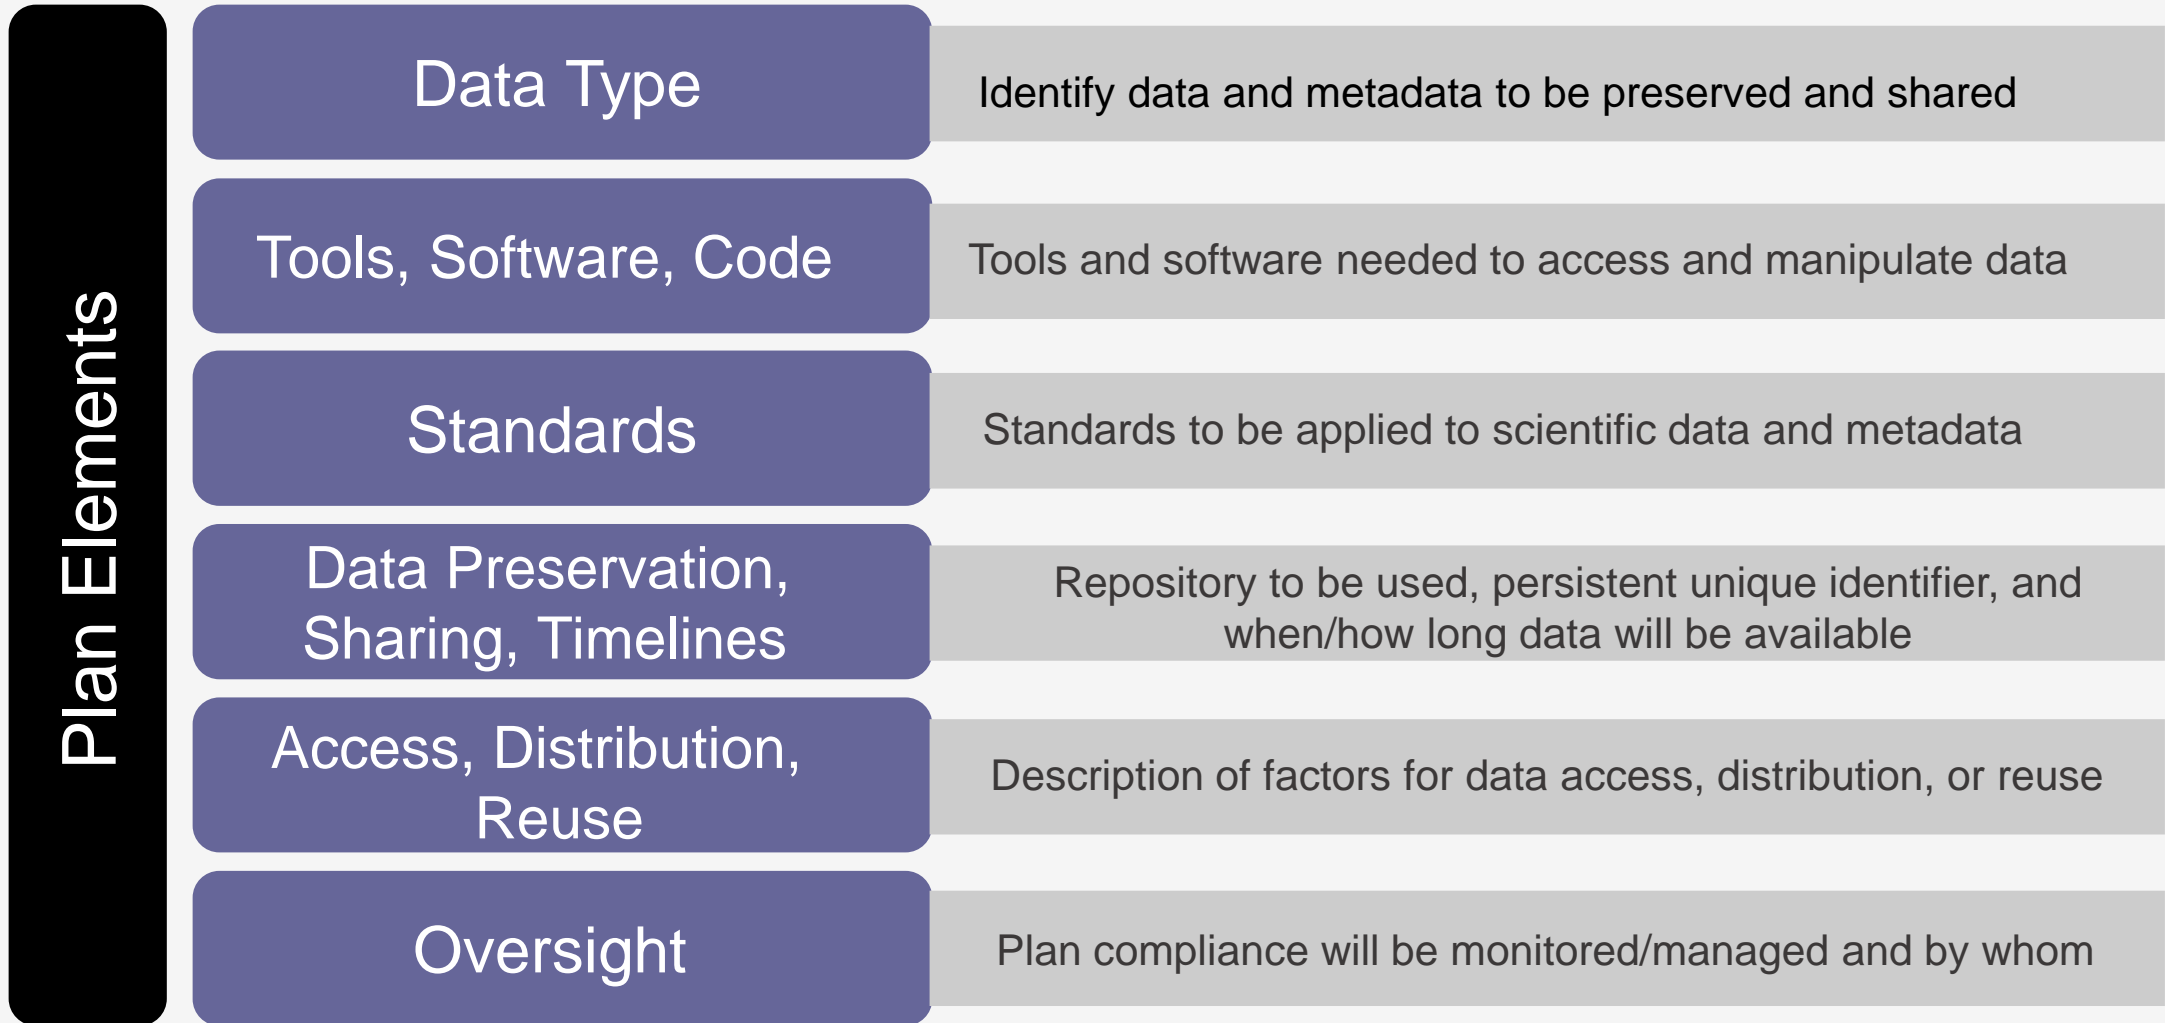 Plan Elements
Data Type
Identify data and metadata to be preserved and shared
Tools, Software, Code
Tools and software needed to access and manipulate data
Standards
Standards to be applied to scientific data and metadata
Data Preservation,
Sharing, Timelines
Repository to be used, persistent unique identifier, and
when/how long data will be available
Access, Distribution,
Reuse
Description of factors for data access, distribution, or reuse
Oversight
Plan compliance will be monitored/managed and by whom